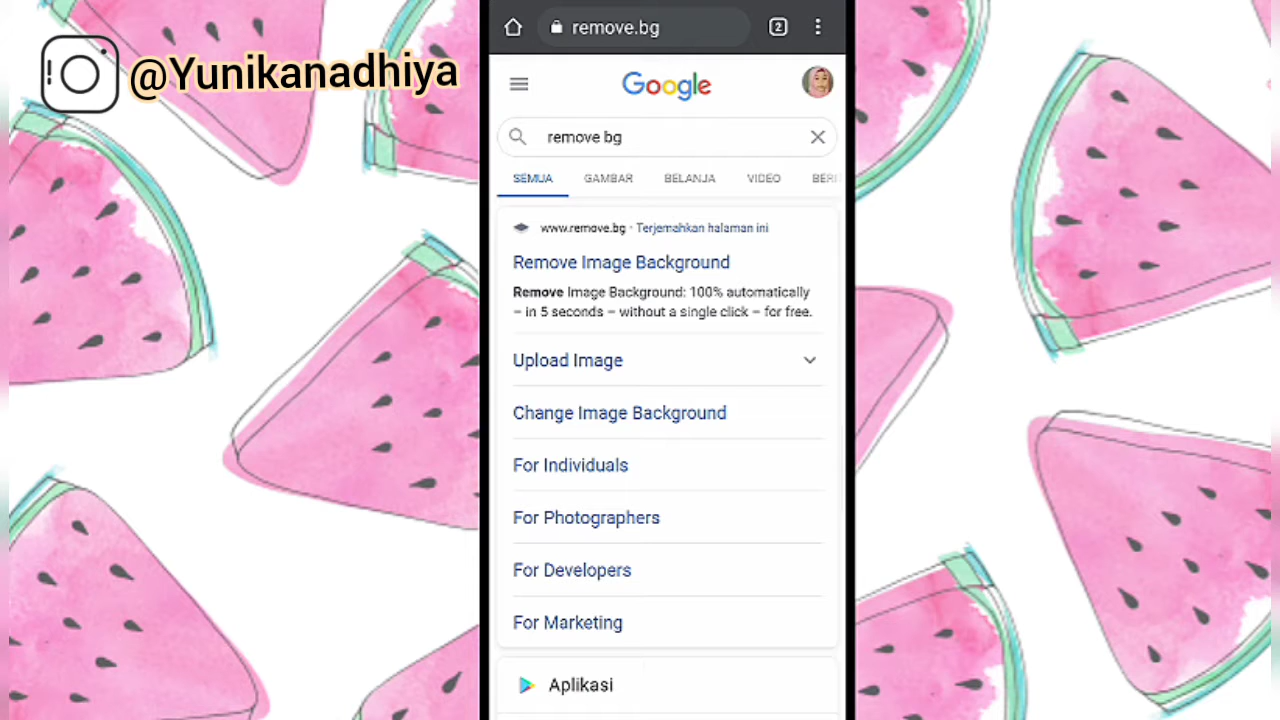 @Yunikanadhiya
remove.bg
2
Google
remove bg
SEMUA GAMBAR BELANJA VIDEO BERI
www.remove.bg · Terjemahkan halaman ini
Remove Image Background
Remove Image Background: 100% automatically
– in 5 seconds – without a single click – for free.
Upload Image
Change Image Background
For Individuals
For Photographers
For Developers
For Marketing
Aplikasi